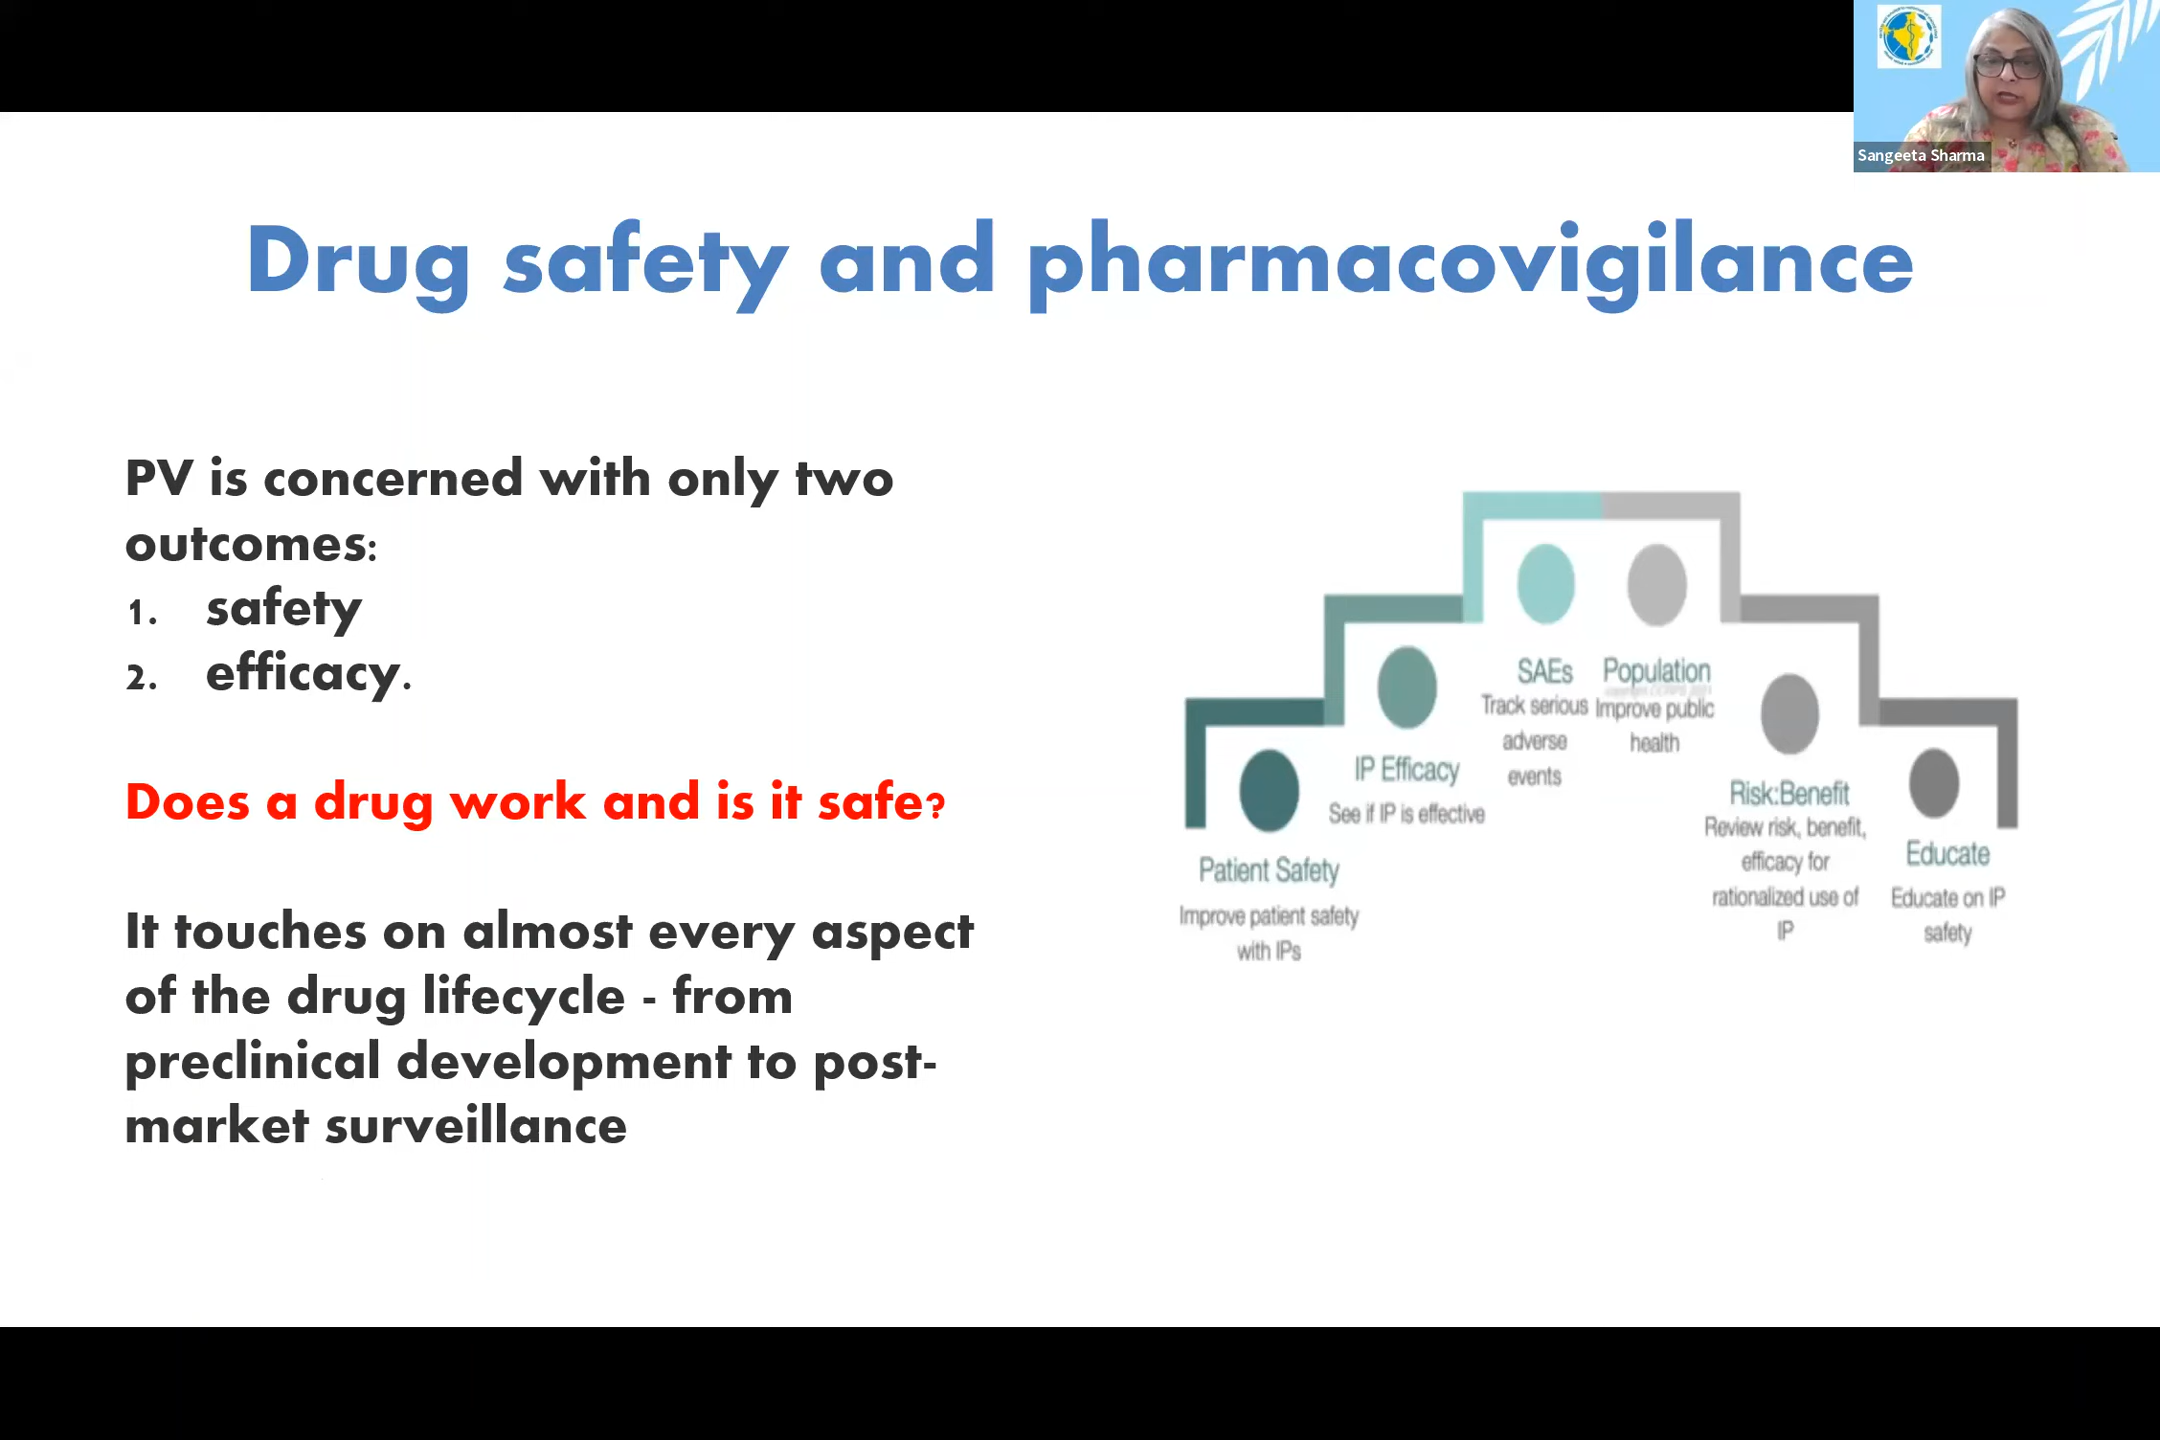 Sangeeta Sharma
Drug safety and pharmacovigilance
PV is concerned with only two
outcomes:
1. safety
2. efficacy.
Does a drug work and is it safe?
It touches on almost every aspect
of the drug lifecycle - from
preclinical development to post-
market surveillance
Patient Safety
Improve patient safety
with IPs
IP Efficacy
See if IP is effective
SAEs
Track serious
adverse
events
Population
Improve public
health
Risk:Benefit
Review risk, benefit,
efficacy for
rationalized use of
IP
Educate
Educate on IP
safety